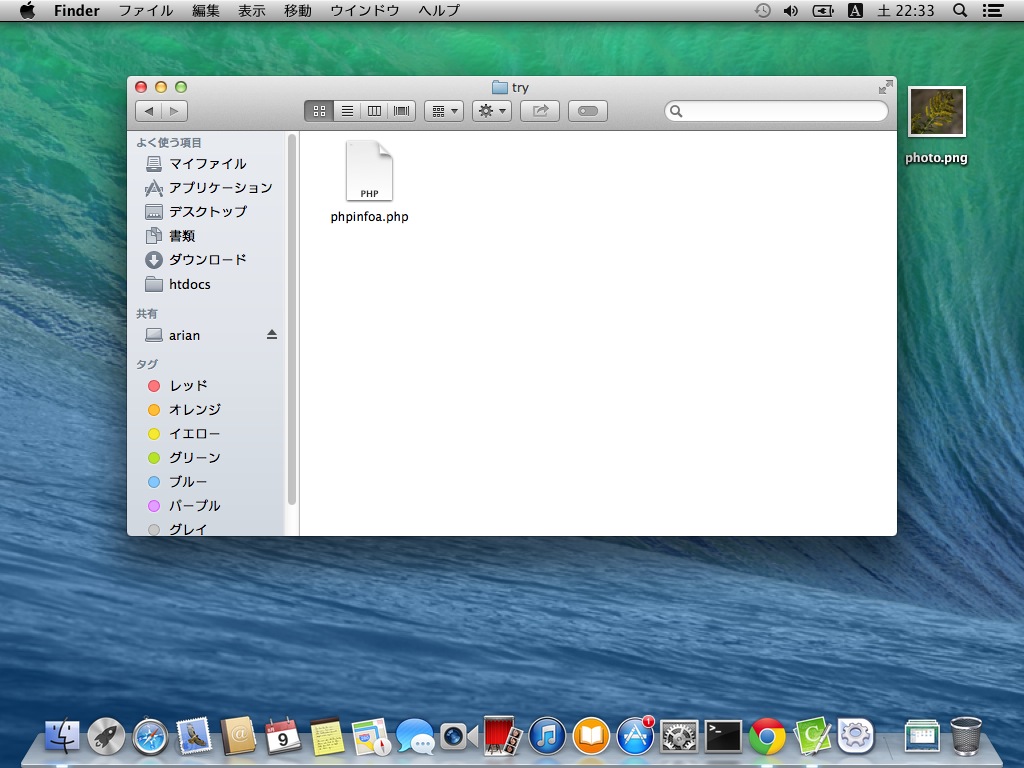 Finder ファイル 編集 表示 移動 ウインドウ ヘルプ A 土 22:33
try
よく使う項目
マイファイル
アプリケーション
デスクトップ
書類
ダウンロード
htdocs
共有
arian
タグ
レッド
オレンジ
イエロー
グリーン
ブルー
パープル
グレイ
PHP
phpinfoa.php
photo.png
9
1